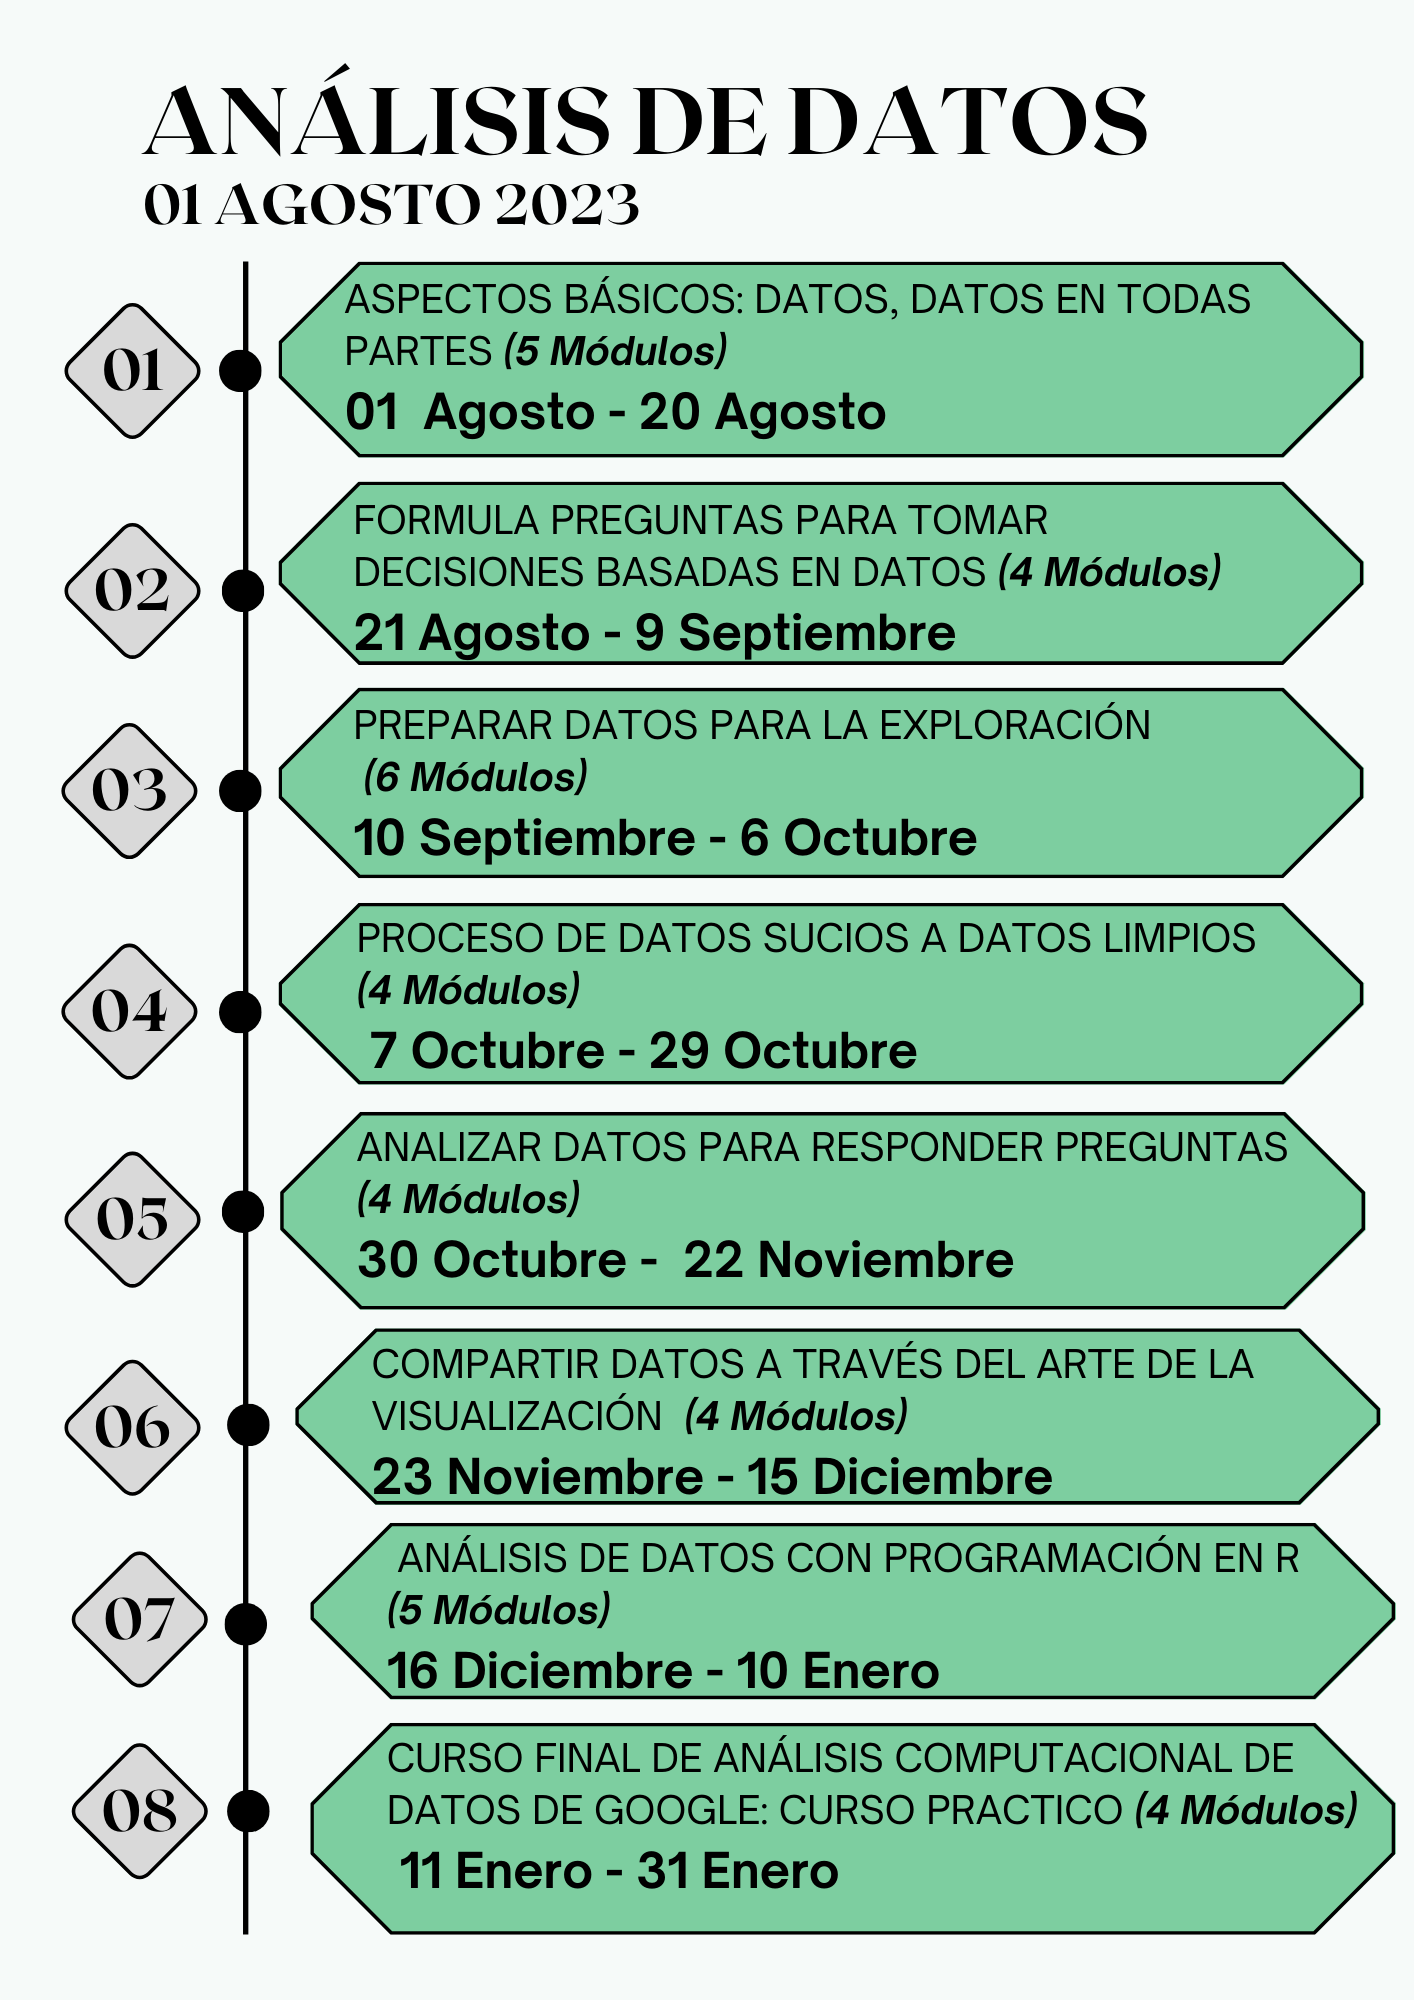 ANÁLISIS DE DATOS
01 AGOSTO 2023
01
ASPECTOS BÁSICOS: DATOS, DATOS EN TODAS
PARTES (5 Módulos)
01 Agosto - 20 Agosto
02
FORMULA PREGUNTAS PARA TOMAR
DECISIONES BASADAS EN DATOS (4 Módulos)
21 Agosto - 9 Septiembre
03
PREPARAR DATOS PARA LA EXPLORACIÓN
(6 Módulos)
10 Septiembre - 6 Octubre
04
PROCESO DE DATOS SUCIOS A DATOS LIMPIOS
(4 Módulos)
7 Octubre - 29 Octubre
05
ANALIZAR DATOS PARA RESPONDER PREGUNTAS
(4 Módulos)
30 Octubre - 22 Noviembre
06
COMPARTIR DATOS A TRAVÉS DEL ARTE DE LA
VISUALIZACIÓN (4 Módulos)
23 Noviembre - 15 Diciembre
07
ANÁLISIS DE DATOS CON PROGRAMACIÓN EN R
(5 Módulos)
16 Diciembre - 10 Enero
08
CURSO FINAL DE ANÁLISIS COMPUTACIONAL DE
DATOS DE GOOGLE: CURSO PRACTICO (4 Módulos)
11 Enero - 31 Enero